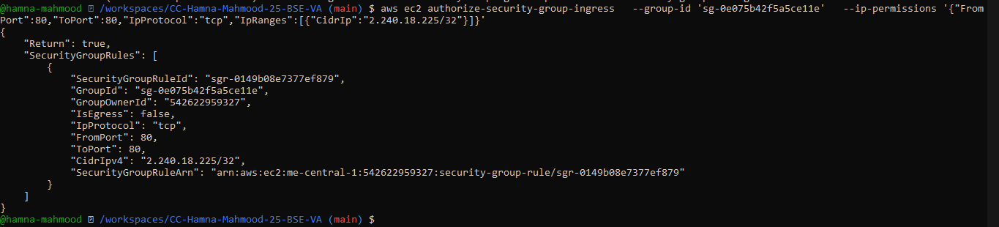 @hamna-mahmood /workspaces/CC-Hamna-Mahmood-25-BSE-VA (main) $ aws ec2 authorize-security-group-ingress   --group-id 'sg-0e075b42f5a5ce11e'   --ip-permissions '{"From
Port":80,"ToPort":80,"IpProtocol":"tcp","IpRanges":[{"CidrIp":"2.240.18.225/32"}]}'
{
    "Return": true,
    "SecurityGroupRules": [
        {
            "SecurityGroupRuleId": "sgr-0149b08e7377ef879",
            "GroupId": "sg-0e075b42f5a5ce11e",
            "GroupOwnerId": "542622959327",
            "IsEgress": false,
            "IpProtocol": "tcp",
            "FromPort": 80,
            "ToPort": 80,
            "CidrIpv4": "2.240.18.225/32",
            "SecurityGroupRuleArn": "arn:aws:ec2:me-central-1:542622959327:security-group-rule/sgr-0149b08e7377ef879"
        }
    ]
}
@hamna-mahmood /workspaces/CC-Hamna-Mahmood-25-BSE-VA (main) $